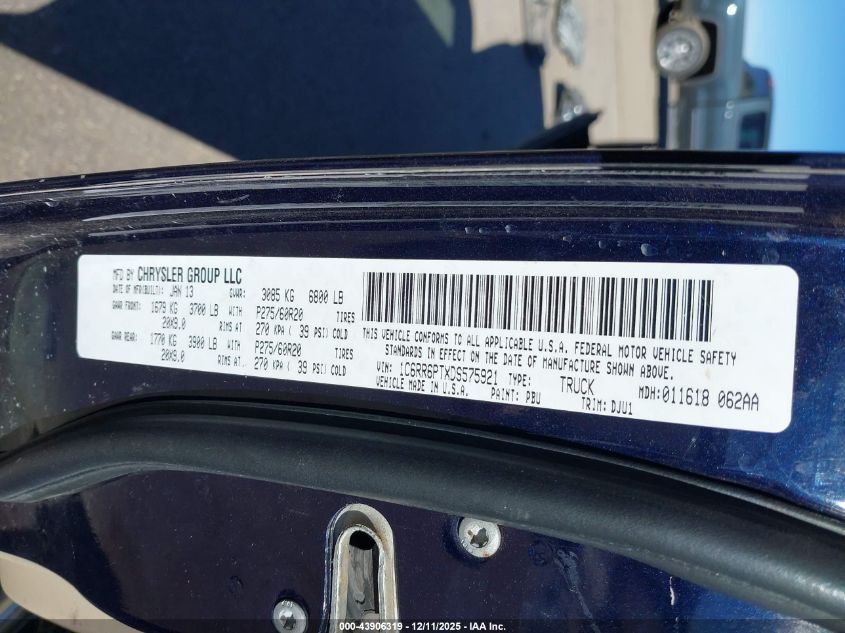 MFD BY CHRYSLER GROUP LLC
DATE OF MFR(BUILT): JAN 13 GVWR: 3085 KG 6800 LB
GAWR FRONT: 1679 KG 3700 LB WITH P275/60R20 TIRES
20X9.0 RIMS AT 270 KPA ( 39 PSI) COLD
GAWR REAR: 1770 KG 3900 LB WITH P275/60R20 TIRES
20X9.0 RIMS AT 270 KPA ( 39 PSI) COLD
THIS VEHICLE CONFORMS TO ALL APPLICABLE U.S.A. FEDERAL MOTOR VEHICLE SAFETY
STANDARDS IN EFFECT ON THE DATE OF MANUFACTURE SHOWN ABOVE.
VIN: 1C6RR6PTXDS575921 TYPE: TRUCK MDH:011618 062AA
VEHICLE MADE IN U.S.A. PAINT: PBU TRIM: DJU1
000-43906319 - 12/11/2025 - IAA Inc.